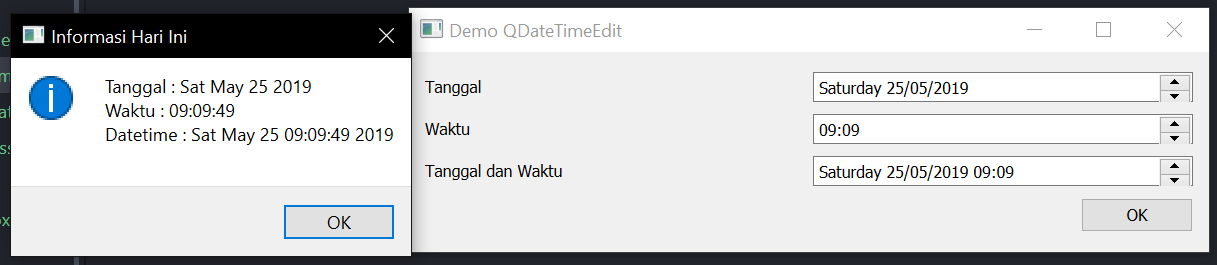 Informasi Hari Ini
Tanggal : Sat May 25 2019
Waktu : 09:09:49
Datetime : Sat May 25 09:09:49 2019
OK
Demo QDateTimeEdit
Tanggal
Saturday 25/05/2019
Waktu
09:09
Tanggal dan Waktu
Saturday 25/05/2019 09:09
OK